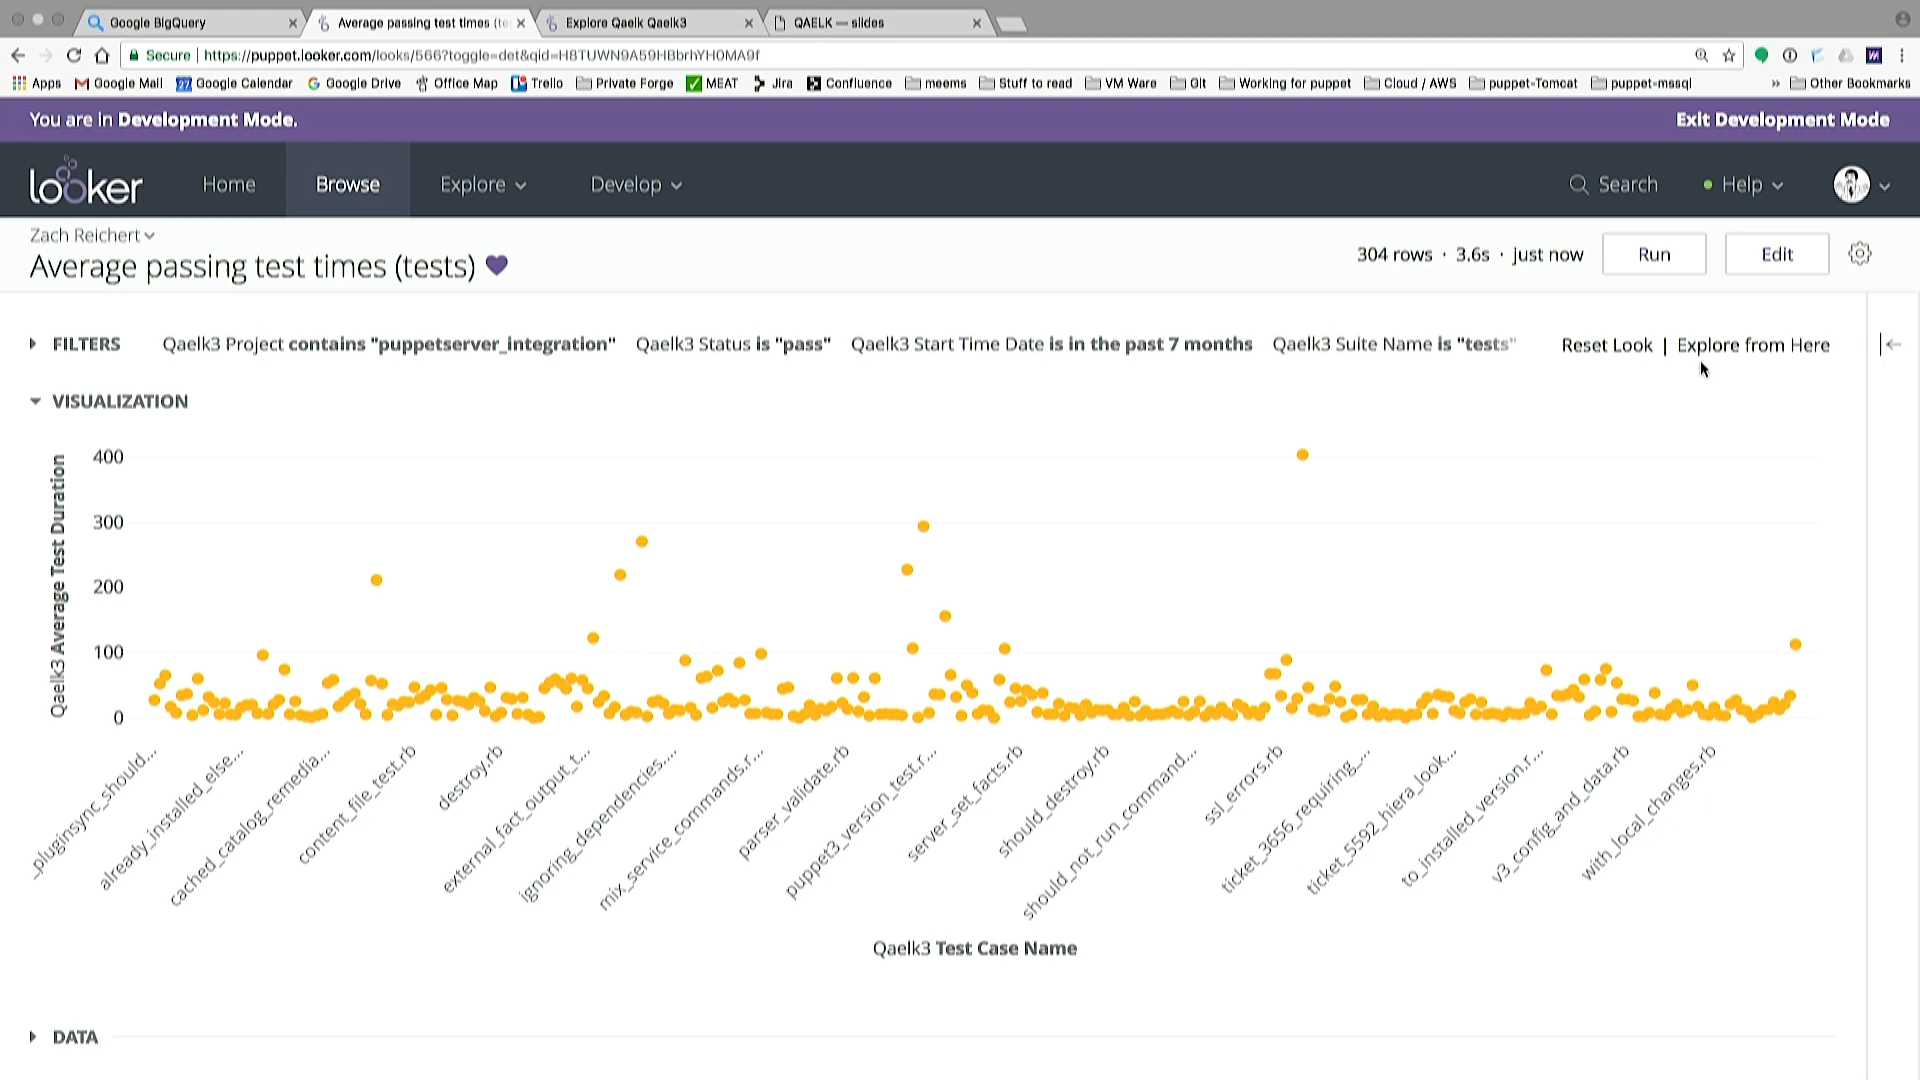 Google BigQuery
Average passing test times (te
Explore Qaelk Qaelk3
QAELK — slides
Secure | https://puppet.looker.com/looks/566?toggle=det&qid=H8TUWN9A59HBbrhYH0MA9f
Apps Google Mail Google Calendar Google Drive Office Map Trello Private Forge MEAT Jira Confluence meems Stuff to read VM Ware Git Working for puppet Cloud / AWS puppet-Tomcat puppet-mssql » Other Bookmarks
You are in Development Mode. Exit Development Mode
looker Home Browse Explore Develop Search Help
Zach Reichert
Average passing test times (tests)
304 rows · 3.6s · just now Run Edit
FILTERS Qaelk3 Project contains "puppetserver_integration" Qaelk3 Status is "pass" Qaelk3 Start Time Date is in the past 7 months Qaelk3 Suite Name is "tests" Reset Look | Explore from Here
VISUALIZATION
Qaelk3 Average Test Duration
400
300
200
100
0
_pluginsync_should...
already_installed_else...
cached_catalog_remedia...
content_file_test.rb
destroy.rb
external_fact_output_t...
ignoring_dependencies....
mix_service_commands.r...
parser_validate.rb
puppet3_version_test.r...
server_set_facts.rb
should_destroy.rb
should_not_run_command...
ssl_errors.rb
ticket_3656_requiring_...
ticket_5592_hiera_look...
to_installed_version.r...
v3_config_and_data.rb
with_local_changes.rb
Qaelk3 Test Case Name
DATA